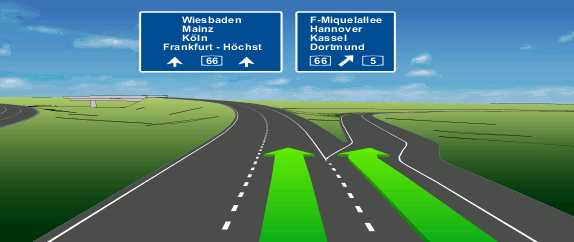 Wiesbaden
Mainz
Köln
Frankfurt - Höchst
66
F-Miquelallee
Hannover
Kassel
Dortmund
66 5